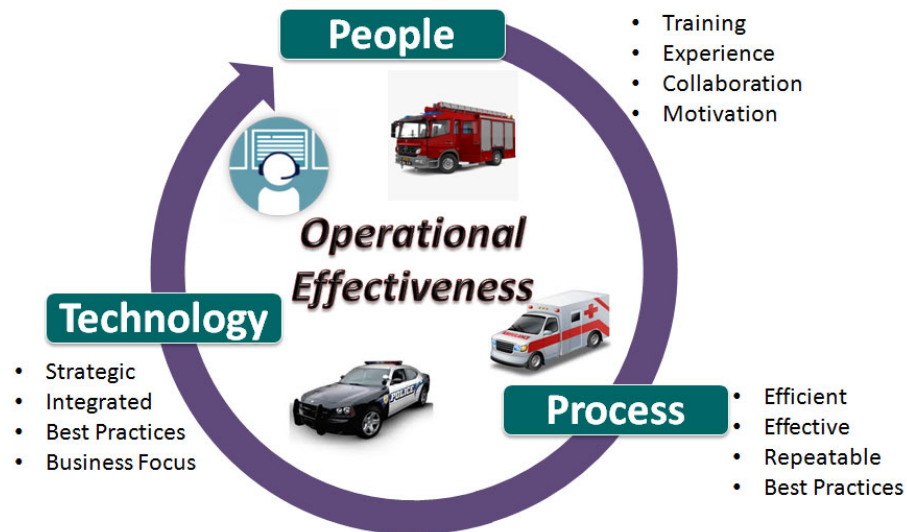 People
• Training
• Experience
• Collaboration
• Motivation
Operational
Effectiveness
Technology
• Strategic
• Integrated
• Best Practices
• Business Focus
POLICE
Process
• Efficient
• Effective
• Repeatable
• Best Practices